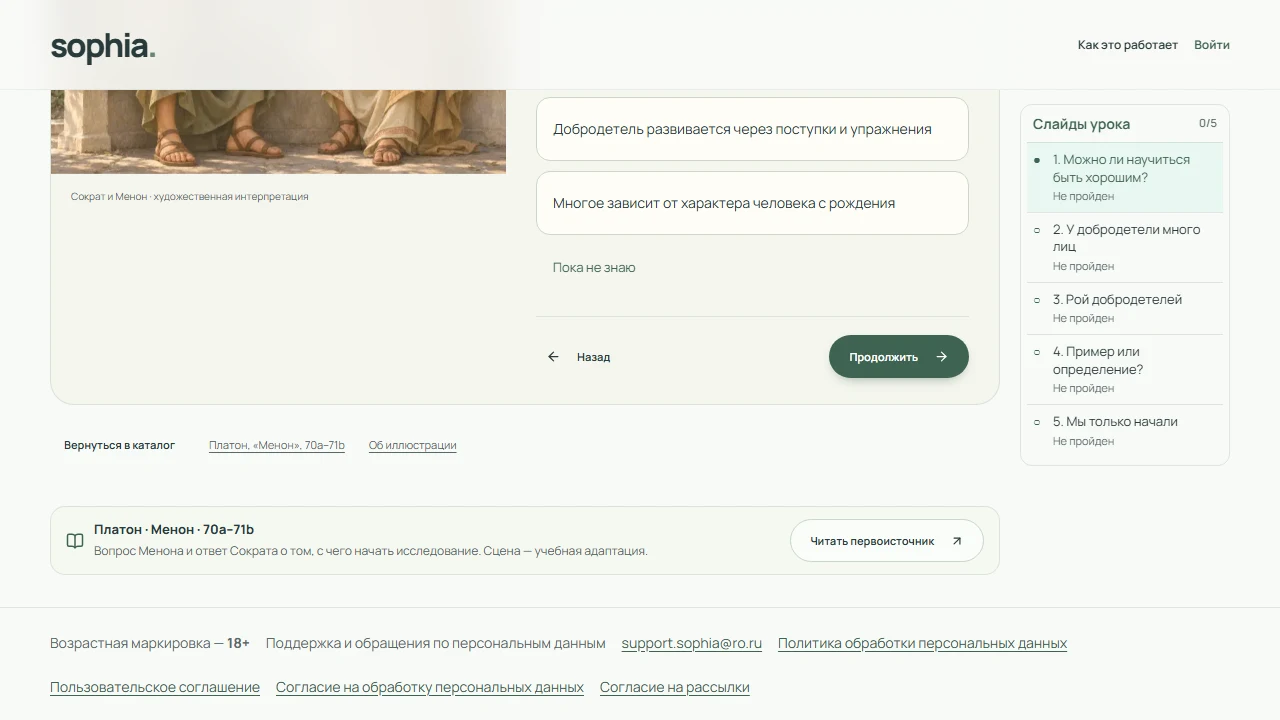 sophia.
Как это работает
Войти
Добродетель развивается через поступки и упражнения
Многое зависит от характера человека с рождения
Пока не знаю
Сократ и Менон · художественная интерпретация
Назад
Продолжить
Вернуться в каталог
Платон, «Менон», 70a–71b
Об иллюстрации
Слайды урока
0/5
1. Можно ли научиться
быть хорошим?
Не пройден
2. У добродетели много
лиц
Не пройден
3. Рой добродетелей
Не пройден
4. Пример или
определение?
Не пройден
5. Мы только начали
Не пройден
Платон · Менон · 70a–71b
Вопрос Менона и ответ Сократа о том, с чего начать исследование. Сцена — учебная адаптация.
Читать первоисточник
Возрастная маркировка — 18+
Поддержка и обращения по персональным данным
support.sophia@ro.ru
Политика обработки персональных данных
Пользовательское соглашение
Согласие на обработку персональных данных
Согласие на рассылки